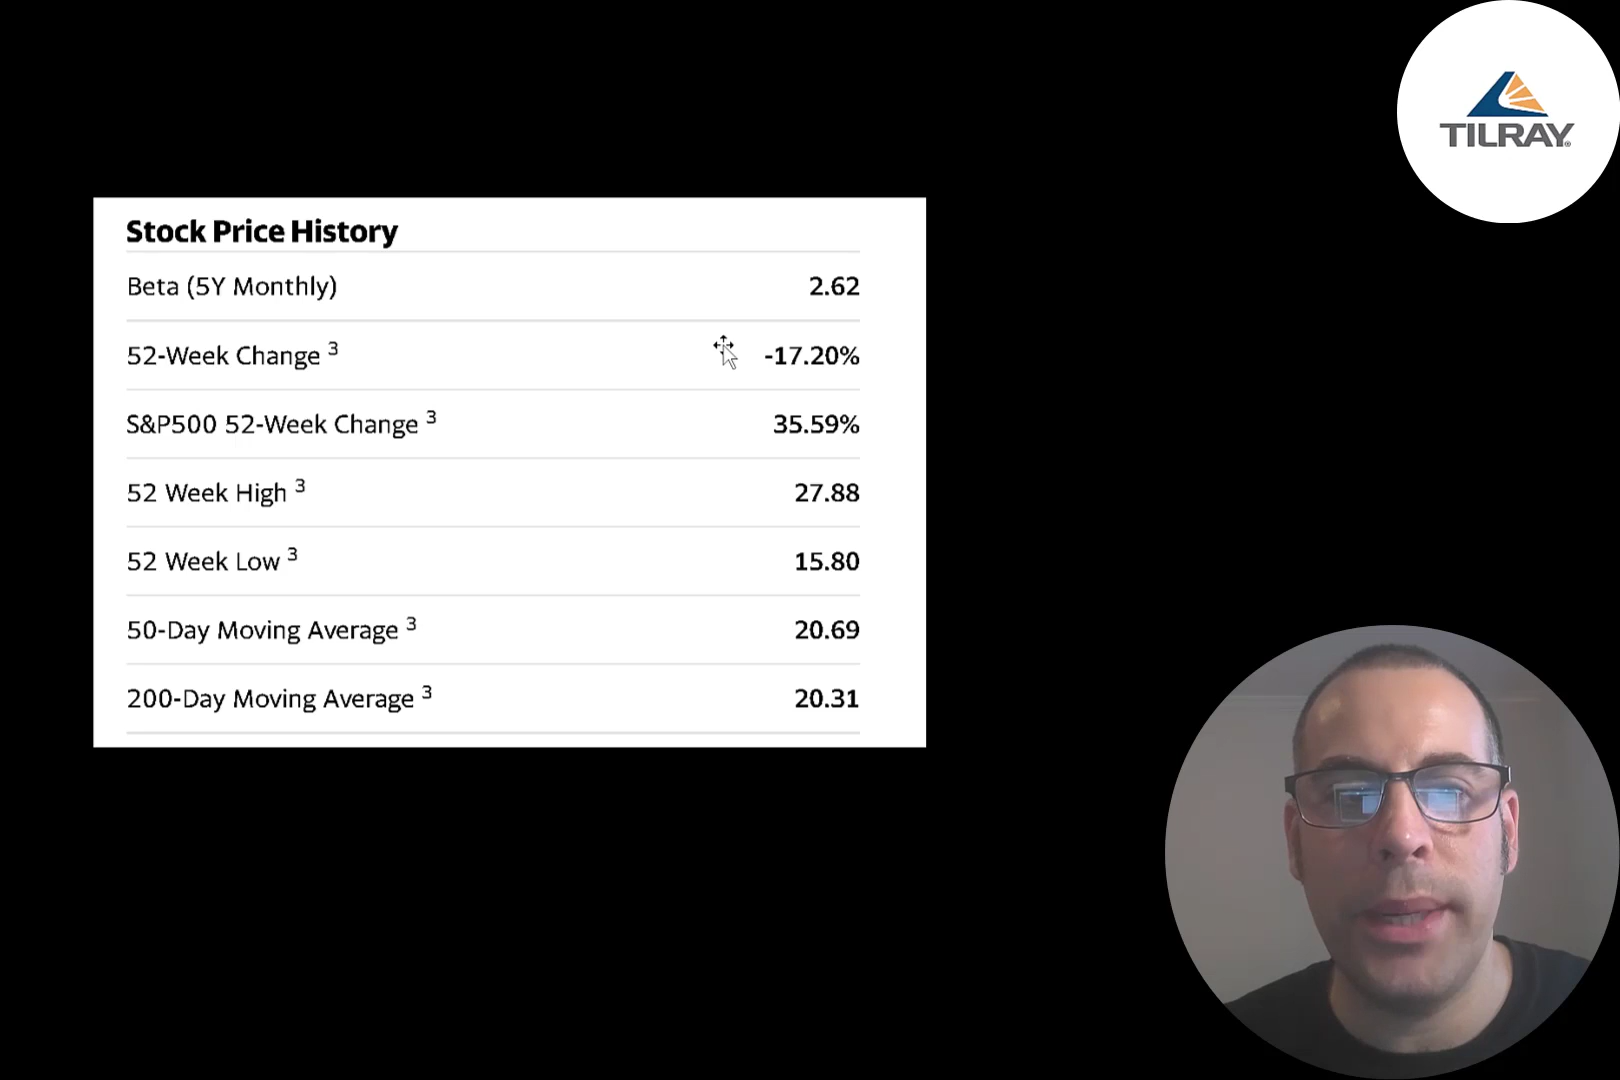 TILRAY®
Stock Price History
Beta (5Y Monthly) 2.62
52-Week Change 3 -17.20%
S&P500 52-Week Change 3 35.59%
52 Week High 3 27.88
52 Week Low 3 15.80
50-Day Moving Average 3 20.69
200-Day Moving Average 3 20.31